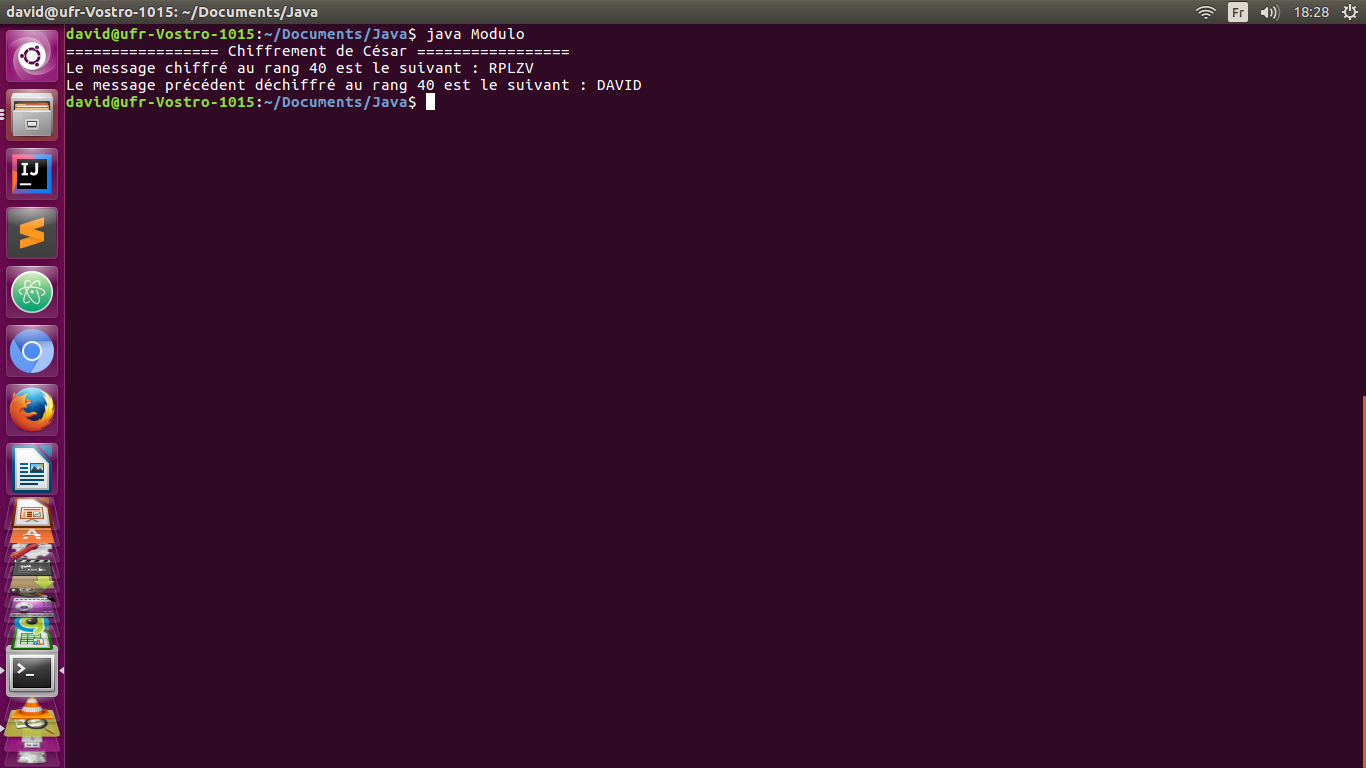 david@ufr-Vostro-1015: ~/Documents/Java
Fr
18:28
david@ufr-Vostro-1015:~/Documents/Java$ java Modulo
================= Chiffrement de César =================
Le message chiffré au rang 40 est le suivant : RPLZV
Le message précédent déchiffré au rang 40 est le suivant : DAVID
david@ufr-Vostro-1015:~/Documents/Java$
IJ
>_